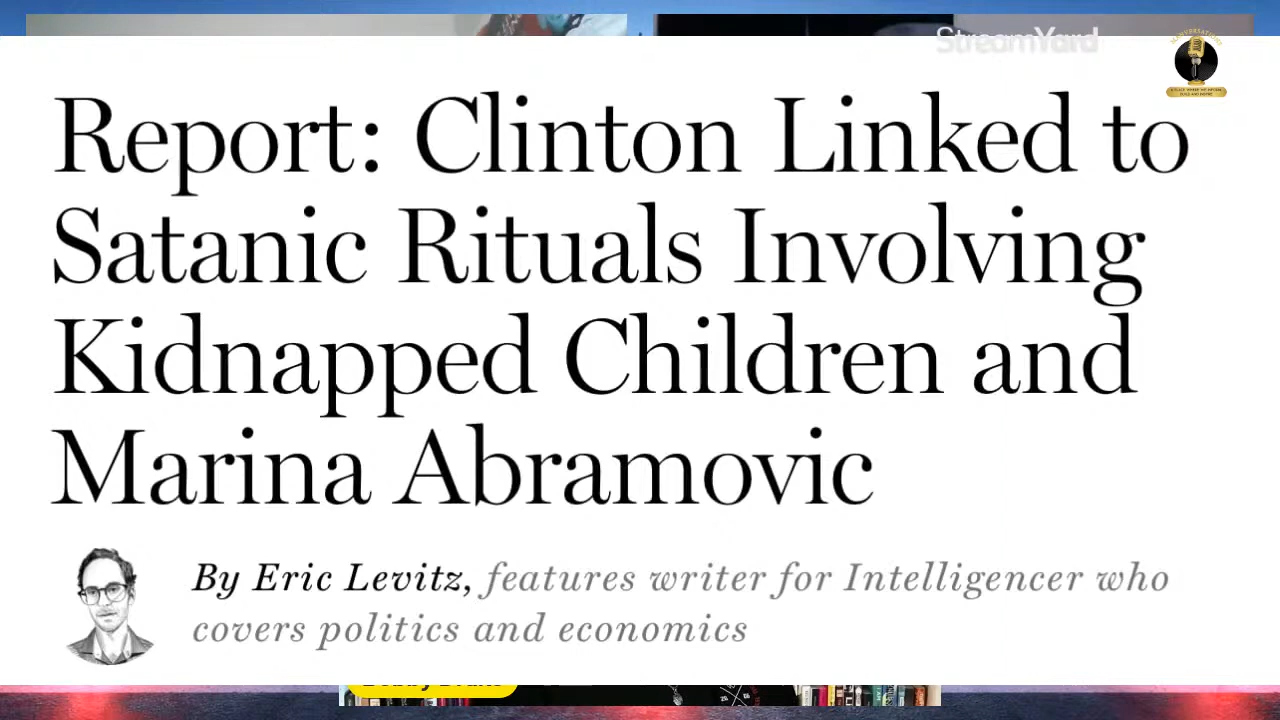 StreamYard
Report: Clinton Linked to
Satanic Rituals Involving
Kidnapped Children and
Marina Abramovic
By Eric Levitz, features writer for Intelligencer who
covers politics and economics